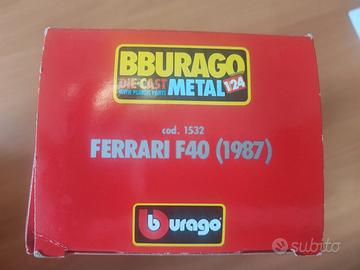 BBURAGO
DIE-CAST METAL 1:24
WITH PLASTIC PARTS
cod. 1532
FERRARI F40 (1987)
burago
subito